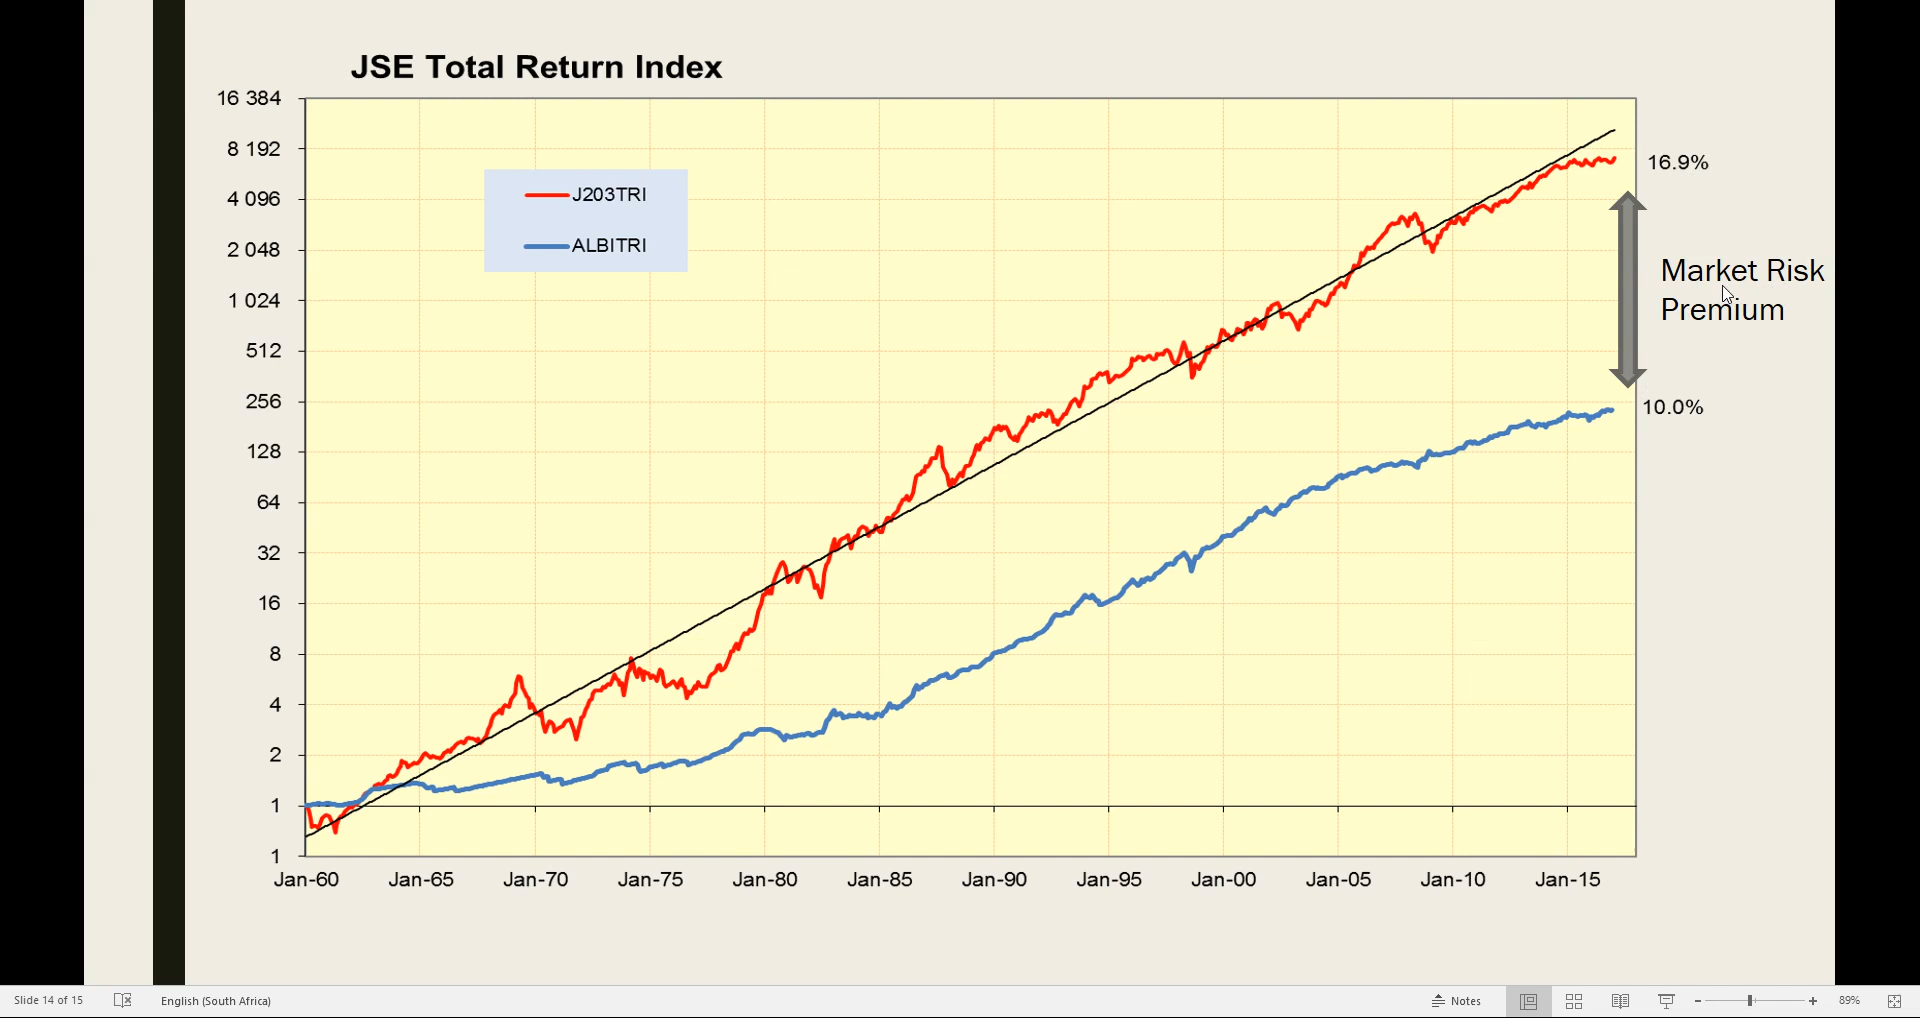 JSE Total Return Index
16 384
8 192
4 096
2 048
1 024
512
256
128
64
32
16
8
4
2
1
1
J203TRI
ALBITRI
16.9%
Market Risk
Premium
10.0%
Jan-60 Jan-65 Jan-70 Jan-75 Jan-80 Jan-85 Jan-90 Jan-95 Jan-00 Jan-05 Jan-10 Jan-15
Slide 14 of 15 English (South Africa) Notes 89%